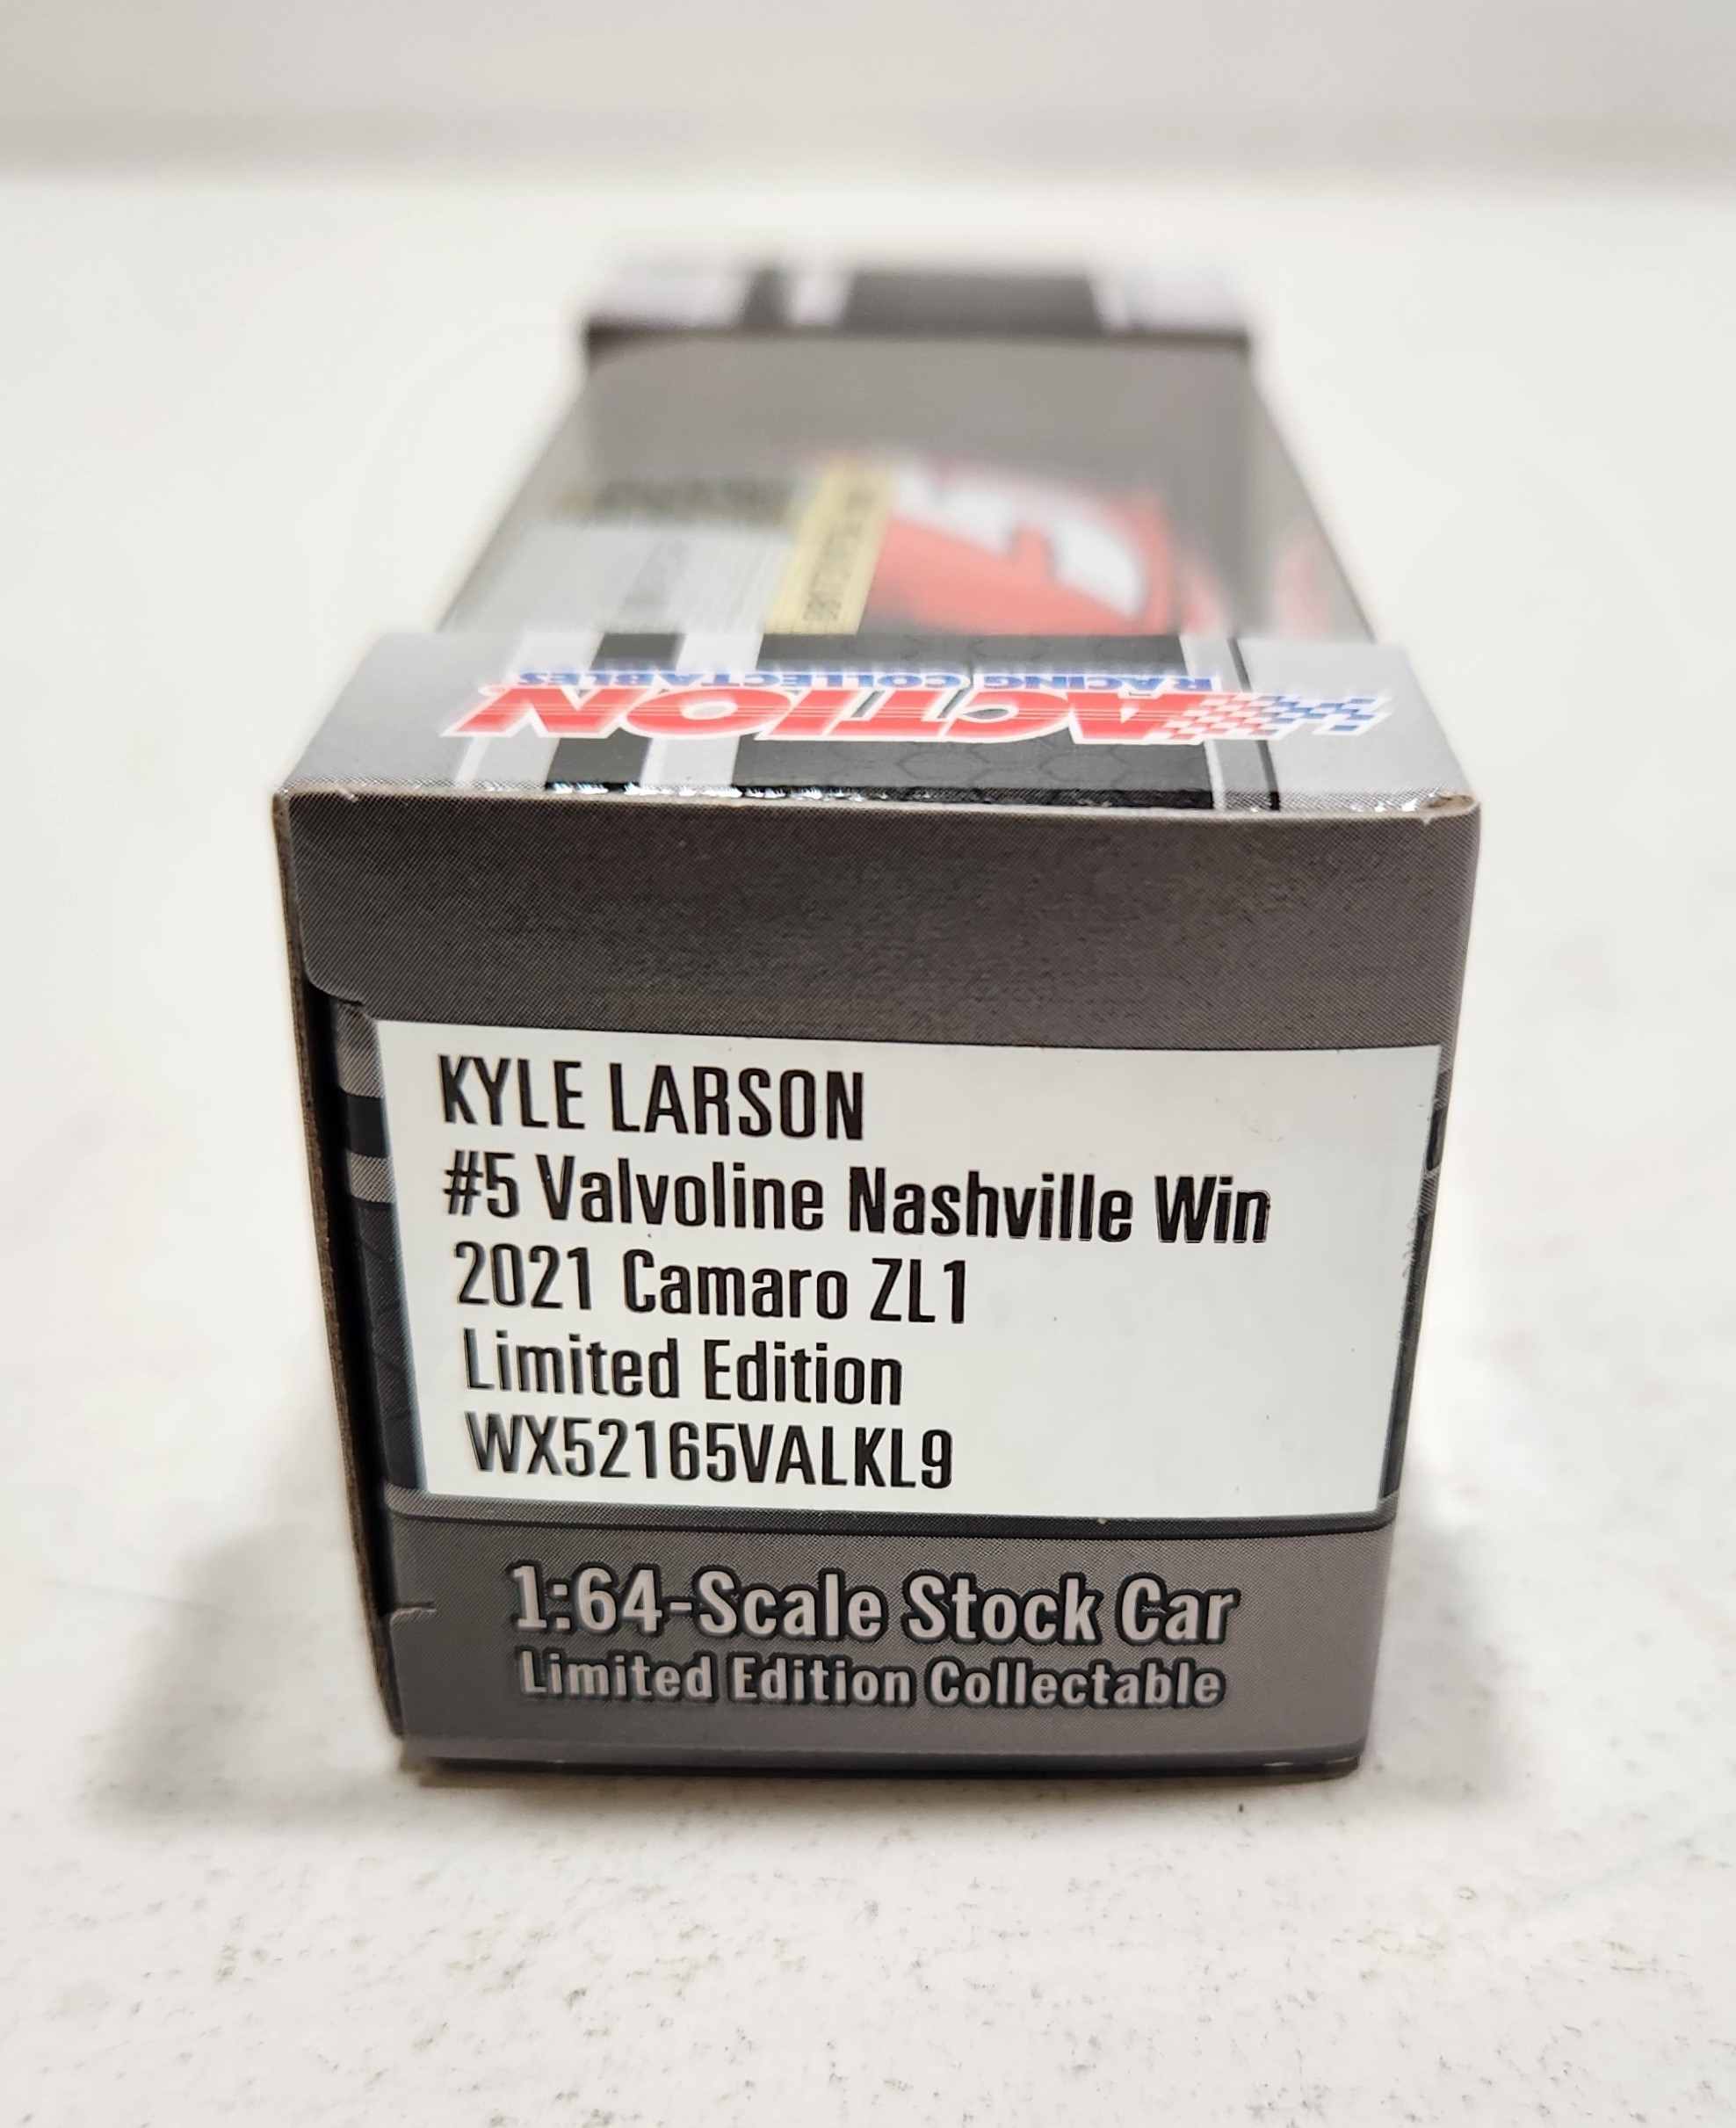 ACTION
RACING COLLECTABLES
KYLE LARSON
#5 Valvoline Nashville Win
2021 Camaro ZL1
Limited Edition
WX52165VALKL9
1:64-Scale Stock Car
Limited Edition Collectable